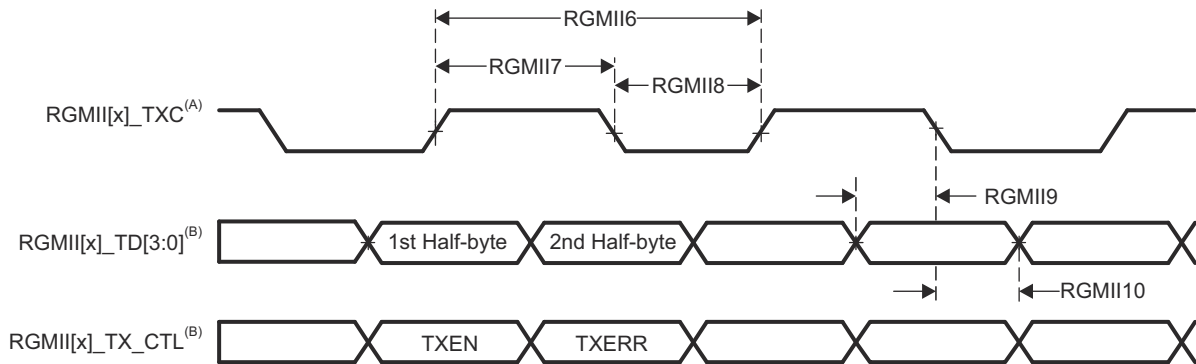 RGMII6
RGMII7
RGMII8
RGMII[x]_TXC(A)
RGMII9
RGMII[x]_TD[3:0](B)
1st Half-byte
2nd Half-byte
RGMII10
RGMII[x]_TX_CTL(B)
TXEN
TXERR